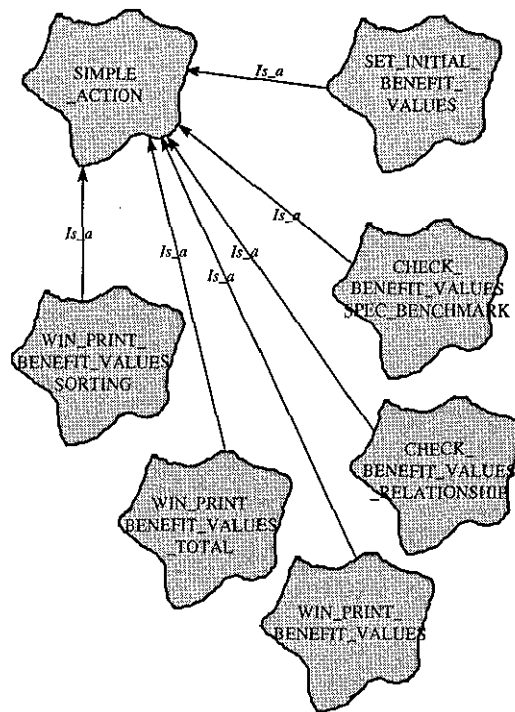 SIMPLE
_ACTION
Is_a
SET_INITIAL_
BENEFIT_
VALUES
Is_a
Is_a
Is_a
Is_a
Is_a
CHECK_
BENEFIT_VALUES
SPEC_BENCHMARK
WIN_PRINT_
BENEFIT_VALUES
SORTING
CHECK_
BENEFIT_VALUES
_RELATIONSHIP
WIN_PRINT
BENEFIT_VALUES
_TOTAL
WIN_PRINT_
BENEFIT_VALUES